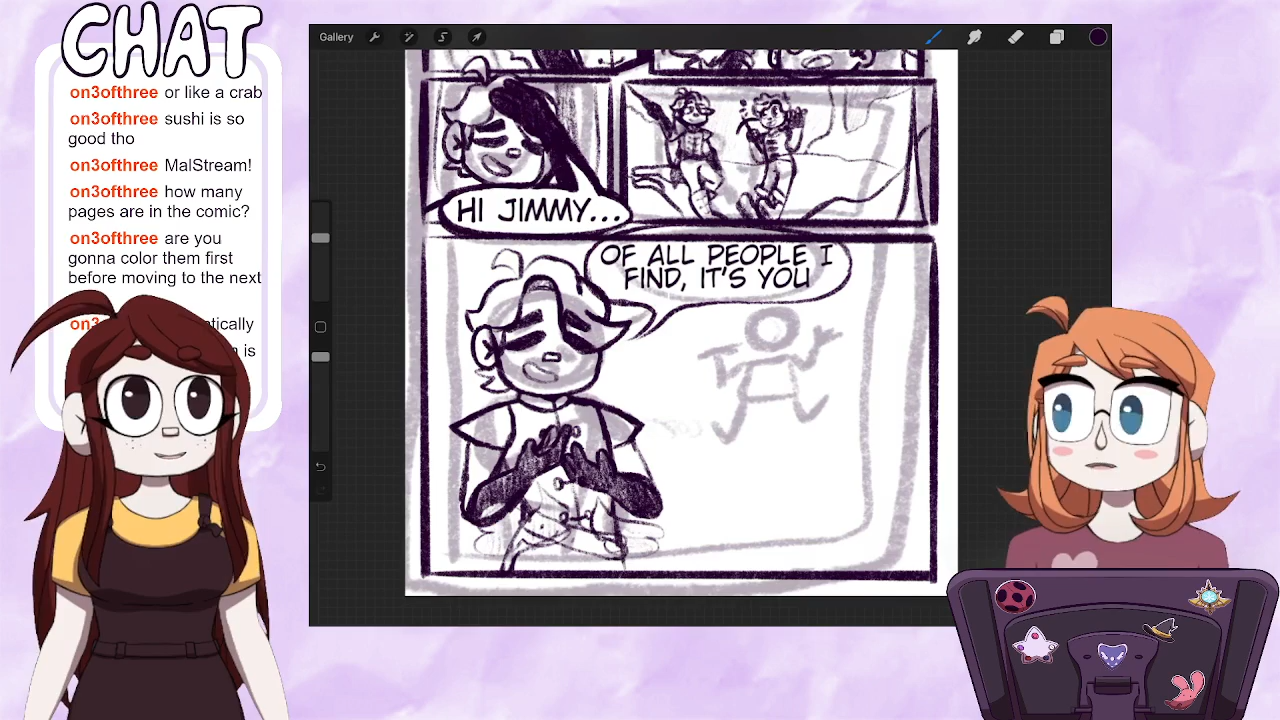 CHAT
on3ofthree or like a crab
on3ofthree sushi is so
good tho
on3ofthree MalStream!
on3ofthree how many
pages are in the comic?
on3ofthree are you
gonna color them first
before moving to the next
Gallery
HI JIMMY...
OF ALL PEOPLE I
FIND, IT'S YOU